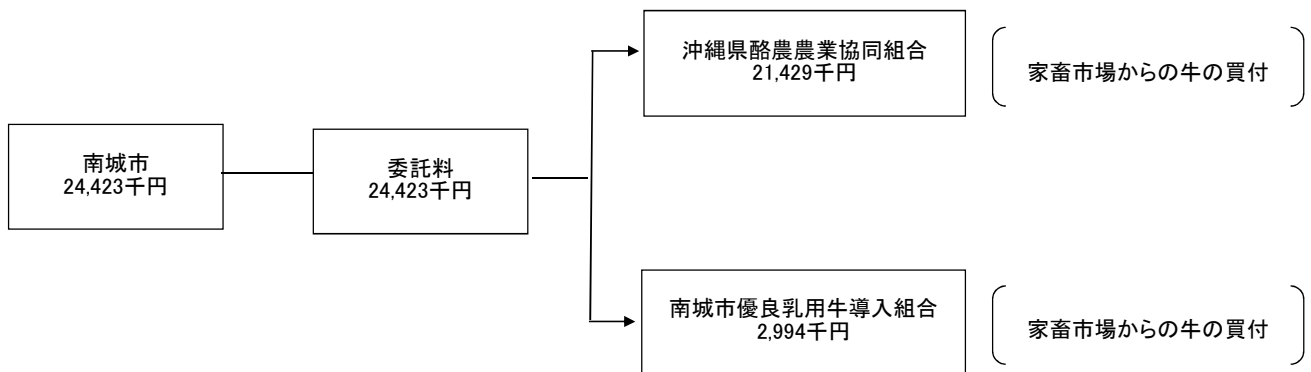 南城市
24,423千円
委託料
24,423千円
沖縄県酪農農業協同組合
21,429千円
家畜市場からの牛の買付
南城市優良乳用牛導入組合
2,994千円
家畜市場からの牛の買付